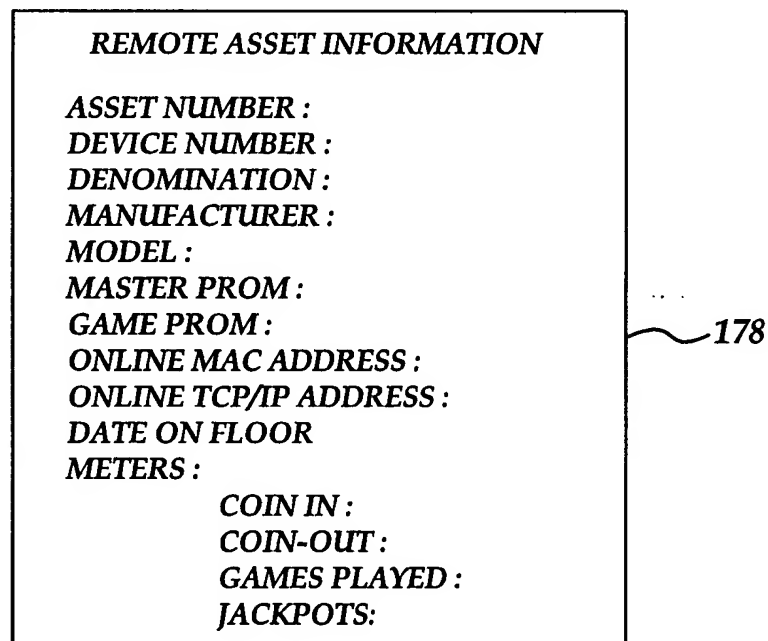 REMOTE ASSET INFORMATION
ASSET NUMBER :
DEVICE NUMBER :
DENOMINATION :
MANUFACTURER :
MODEL :
MASTER PROM :
GAME PROM :
178
ONLINE MAC ADDRESS :
ONLINE TCP/IP ADDRESS :
DATE ON FLOOR
METERS :
COIN IN :
COIN-OUT :
GAMES PLAYED :
JACKPOTS: